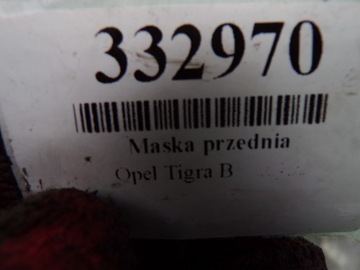 332970
Maska przednia
Opel Tigra B